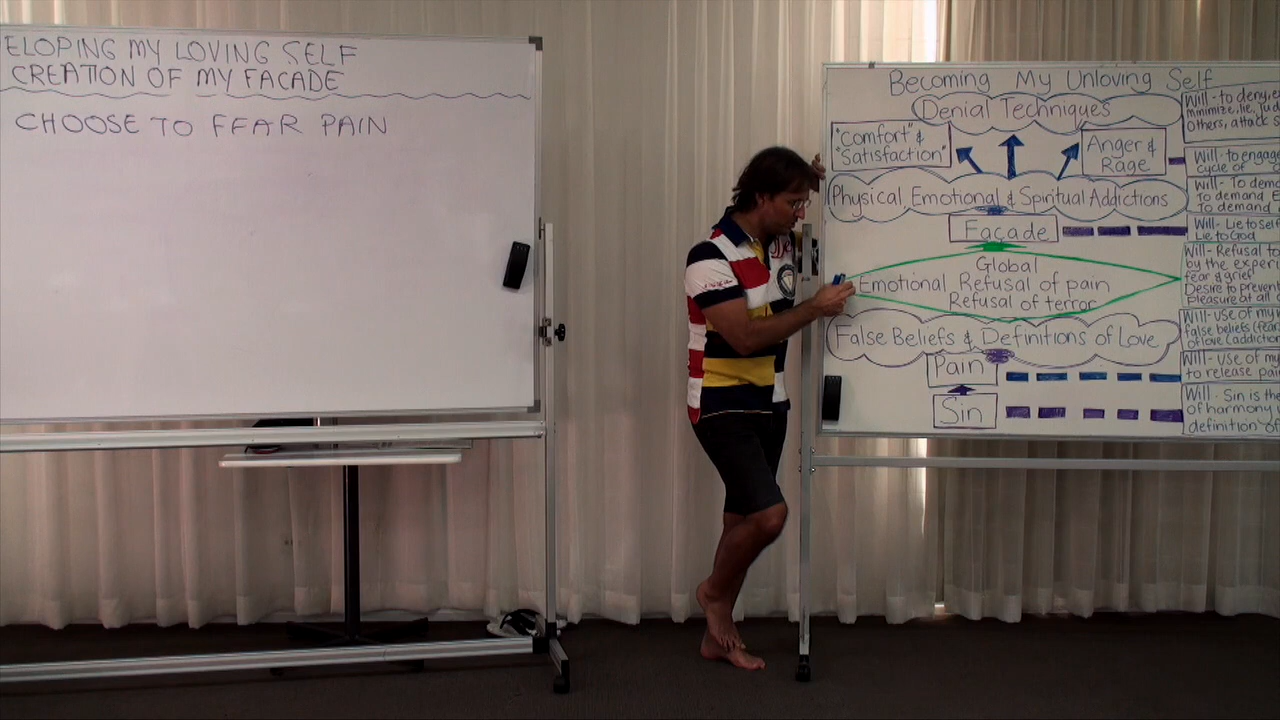 ELOPING MY LOVING SELF
CREATION OF MY FACADE
CHOOSE TO FEAR PAIN
Becoming My Unloving Self
Denial Techniques
"Comfort" &
"Satisfaction"
Anger &
Rage
Physical, Emotional & Spiritual Addictions
Façade
Global
Emotional Refusal of pain
Refusal of terror
False Beliefs & Definitions of Love
Pain
Sin
Will - to deny,
minimize, lie,
Others, attack
Will - to engage
cycle of
Will - To
To demand
To demand
Will - Lie to Self
Lie to God
Will - Refusal to
by the
fear & grief
Desire to
Pleasure at all
Will - use of my
false beliefs
of love
Will - use of my
to release
Will - Sin is the
of harmony
definition of